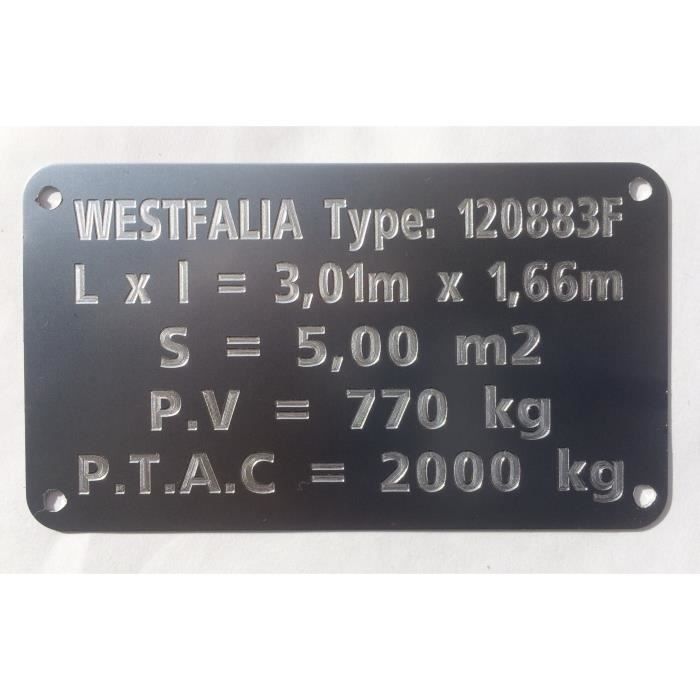 WESTFALIA Type: 120883F
L x l = 3,01m x 1,66m
S = 5,00 m2
P.V = 770 kg
P.T.A.C = 2000 kg